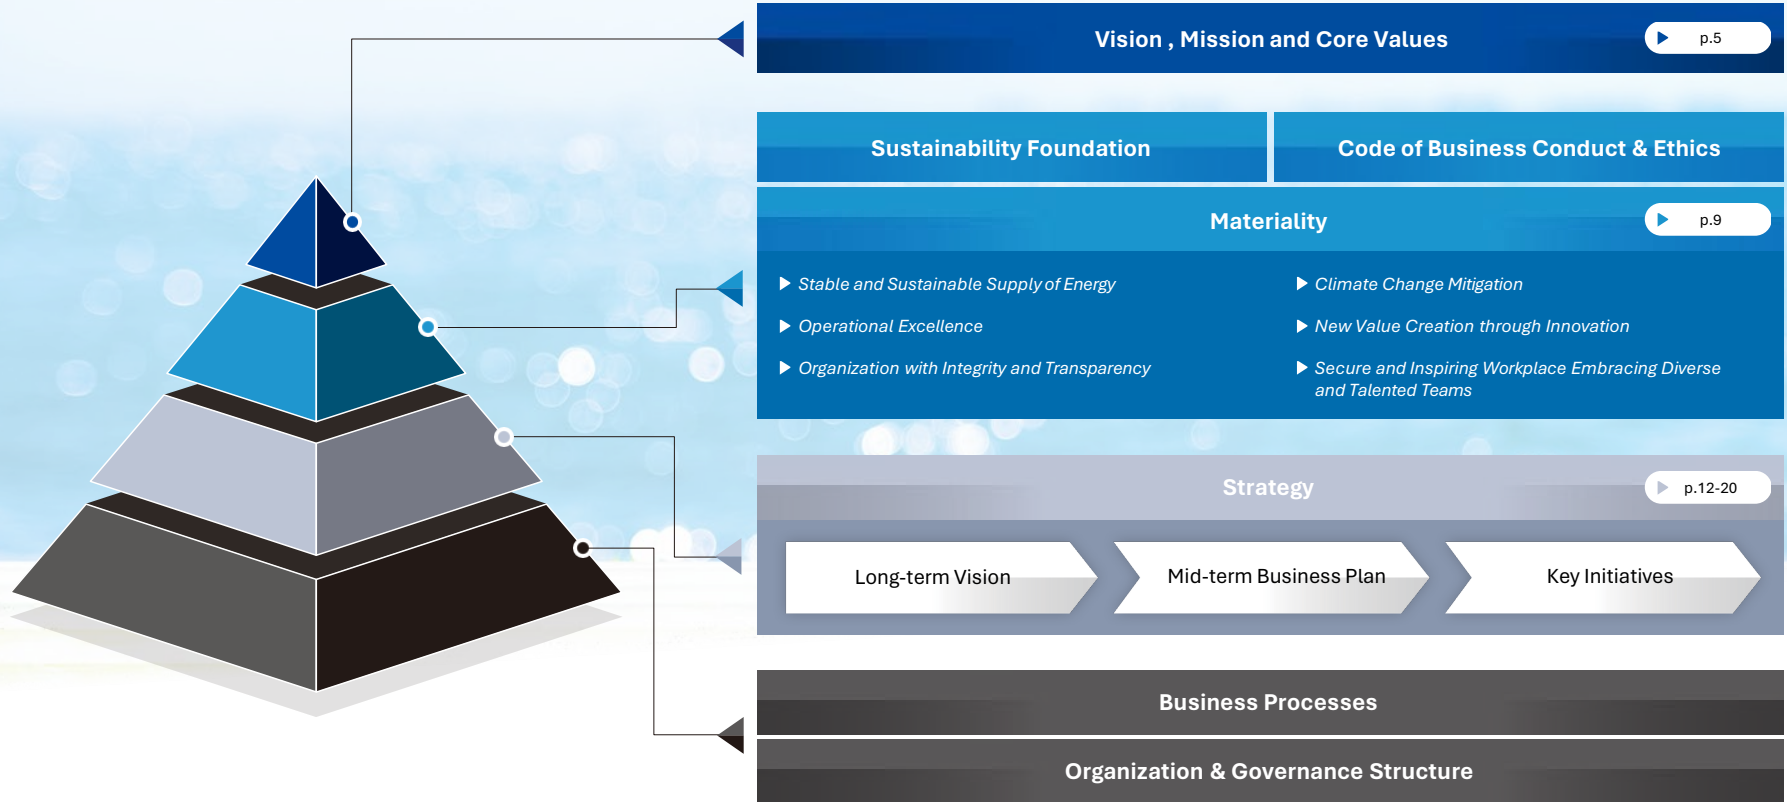 Vision , Mission and Core Values
p.5
Sustainability Foundation
Code of Business Conduct & Ethics
Materiality
p.9
Stable and Sustainable Supply of Energy
Operational Excellence
Organization with Integrity and Transparency
Climate Change Mitigation
New Value Creation through Innovation
Secure and Inspiring Workplace Embracing Diverse
and Talented Teams
Strategy
p.12-20
Long-term Vision
Mid-term Business Plan
Key Initiatives
Business Processes
Organization & Governance Structure